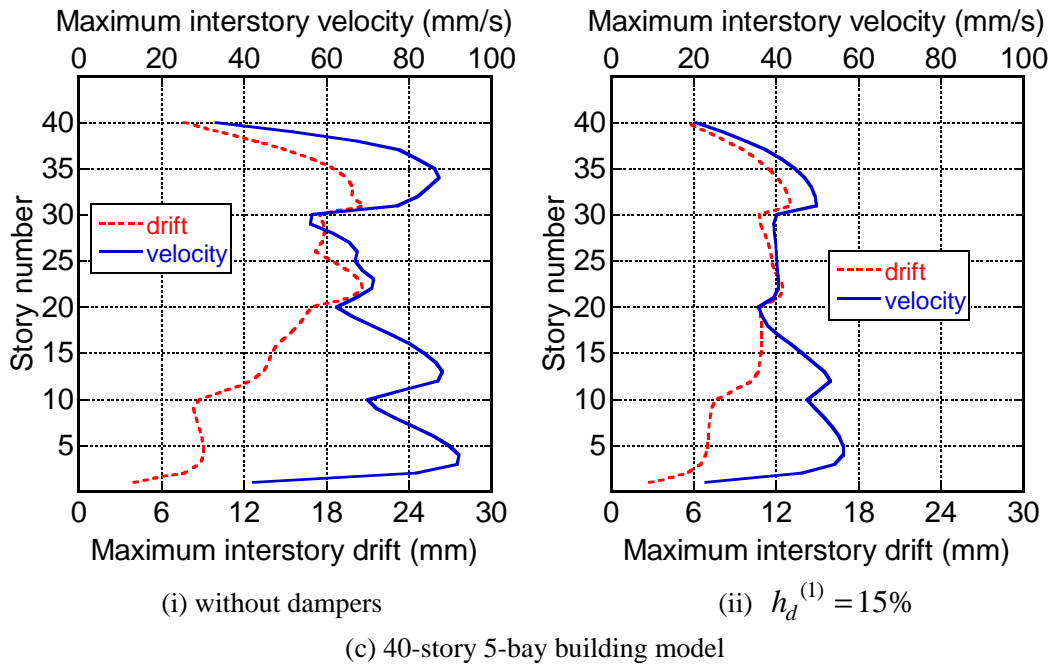 Maximum interstory velocity (mm/s)
0 20 40 60 80 100
Story number
40
35
30
25
20
15
10
5
drift
velocity
0 6 12 18 24 30
Maximum interstory drift (mm)
(i) without dampers
Maximum interstory velocity (mm/s)
0 20 40 60 80 100
Story number
40
35
30
25
20
15
10
5
drift
velocity
0 6 12 18 24 30
Maximum interstory drift (mm)
(ii) h_d^(1) = 15%
(c) 40-story 5-bay building model